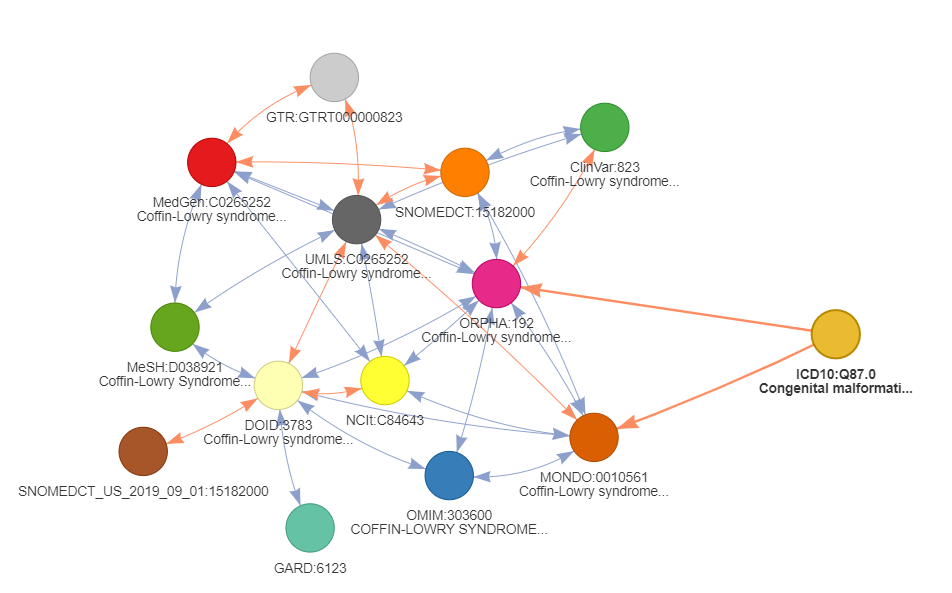 GTR:GTRT000000823
ClinVar:823
Coffin-Lowry syndrome...
MedGen:C0265252
Coffin-Lowry syndrome...
SNOMEDCT:15182000
UMLS:C0265252
Coffin-Lowry syndrome...
ORPHA:192
Coffin-Lowry syndrome...
MeSH:D038921
Coffin-Lowry Syndrome...
ICD10:Q87.0
Congenital malformati...
DOID:3783
Coffin-Lowry syndrome...
NCIt:C84643
MONDO:0010561
Coffin-Lowry syndrome...
SNOMEDCT_US_2019_09_01:15182000
OMIM:303600
COFFIN-LOWRY SYNDROME...
GARD:6123